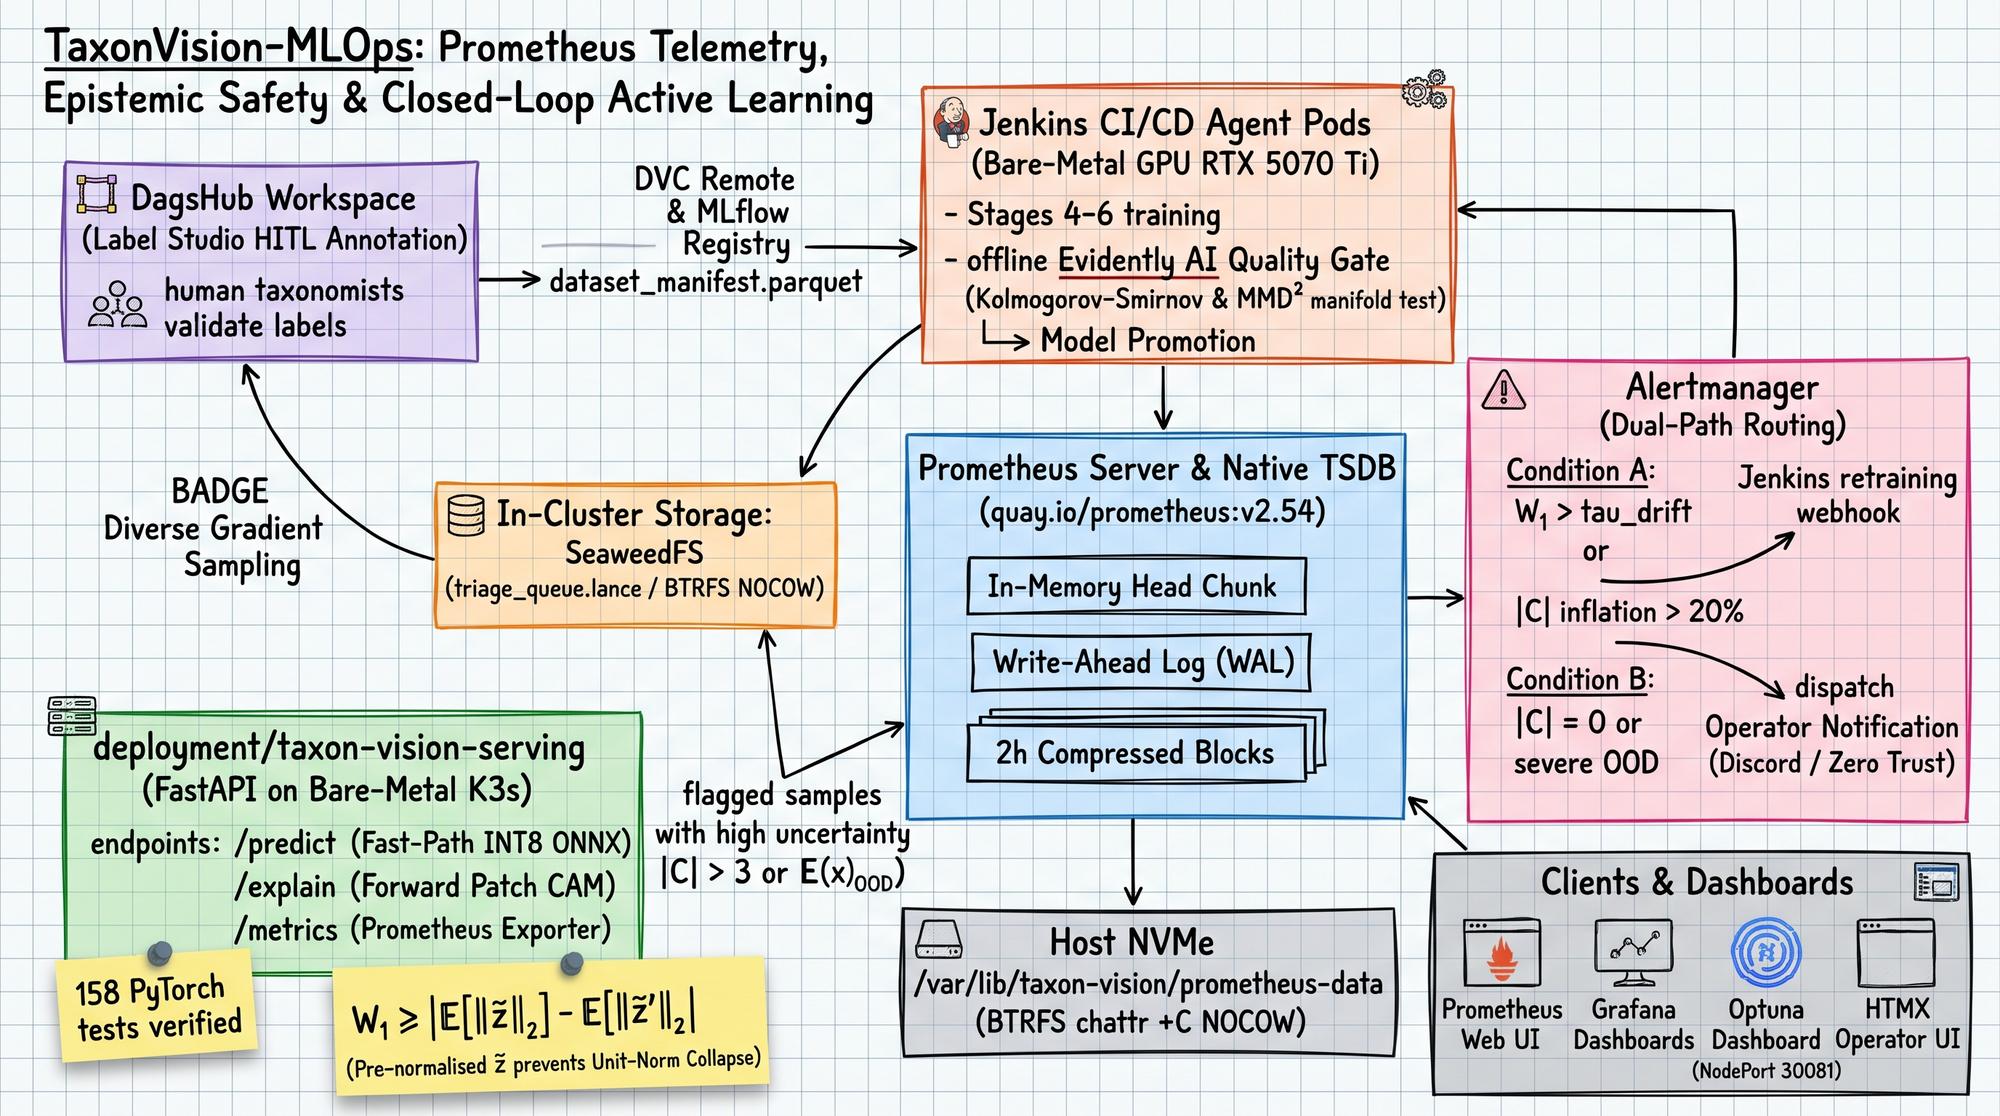 TaxonVision-MLOps: Prometheus Telemetry,
Epistemic Safety & Closed-Loop Active Learning
DagsHub Workspace
(Label Studio HITL Annotation)
human taxonomists
validate labels
DVC Remote
& MLflow
Registry
dataset_manifest.parquet
Jenkins CI/CD Agent Pods
(Bare-Metal GPU RTX 5070 Ti)
- Stages 4-6 training
- offline Evidently AI Quality Gate
(Kolmogorov-Smirnov & MMD² manifold test)
Model Promotion
BADGE
Diverse Gradient
Sampling
In-Cluster Storage:
SeaweedFS
(triage_queue.lance / BTRFS NOCOW)
Prometheus Server & Native TSDB
(quay.io/prometheus:v2.54)
In-Memory Head Chunk
Write-Ahead Log (WAL)
2h Compressed Blocks
Alertmanager
(Dual-Path Routing)
Condition A:
W₁ > tau_drift
or
|C| inflation > 20%
Jenkins retraining
webhook
Condition B:
|C| = 0 or
severe OOD
dispatch
Operator Notification
(Discord / Zero Trust)
deployment/taxon-vision-serving
(FastAPI on Bare-Metal K3s)
endpoints: /predict (Fast-Path INT8 ONNX)
/explain (Forward Patch CAM)
/metrics (Prometheus Exporter)
flagged samples
with high uncertainty
|C| > 3 or E(x)OOD)
158 PyTorch
tests verified
W₁ ⩾ |𝔼[‖z̃‖₂] - 𝔼[‖z̃′‖₂|
(Pre-normalised z̃ prevents Unit-Norm Collapse)
Host NVMe
/var/lib/taxon-vision/prometheus-data
(BTRFS chattr +C NOCOW)
Clients & Dashboards
Prometheus
Web UI
Grafana
Dashboards
Optuna
Dashboard
HTMX
Operator UI
(NodePort 30081)